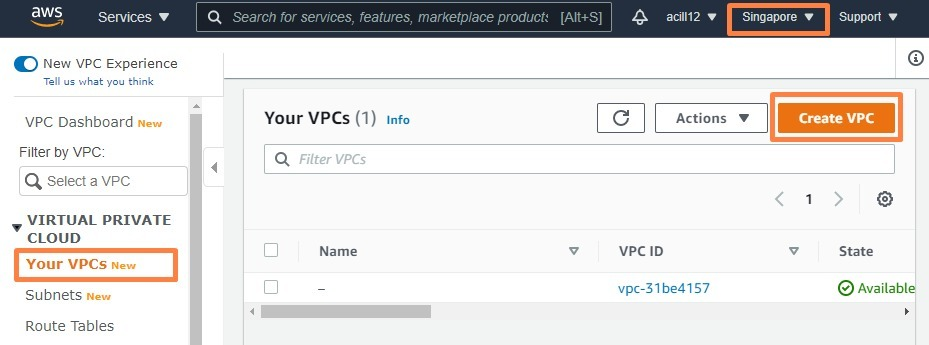 aws Services ▼ Search for services, features, marketplace products [Alt+S] acill12 ▼ Singapore ▼ Support ▼
New VPC Experience
Tell us what you think
VPC Dashboard New
Filter by VPC:
Select a VPC
VIRTUAL PRIVATE
CLOUD
Your VPCs New
Subnets New
Route Tables
Your VPCs (1) Info Actions ▼ Create VPC
Filter VPCs
1
Name VPC ID State
– vpc-31be4157 Available